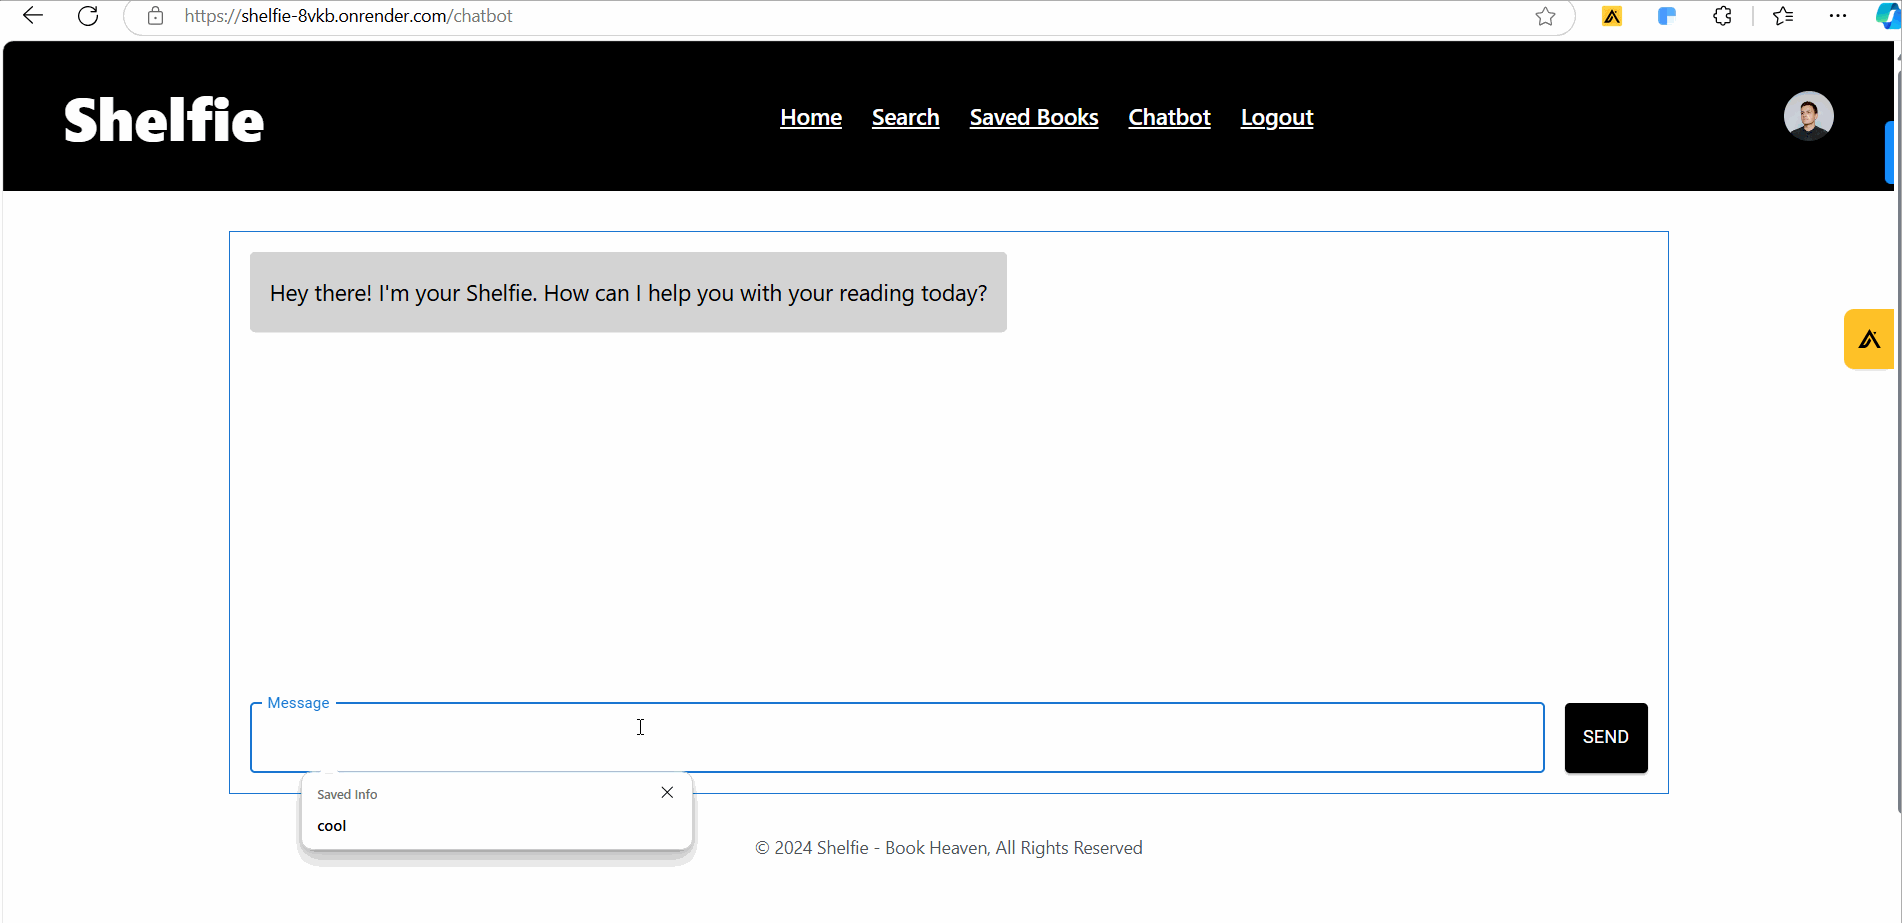 https://shelfie-8vkb.onrender.com/chatbot
Shelfie
Home Search Saved Books Chatbot Logout
Hey there! I'm your Shelfie. How can I help you with your reading today?
Message
SEND
Saved Info
cool
© 2024 Shelfie - Book Heaven, All Rights Reserved